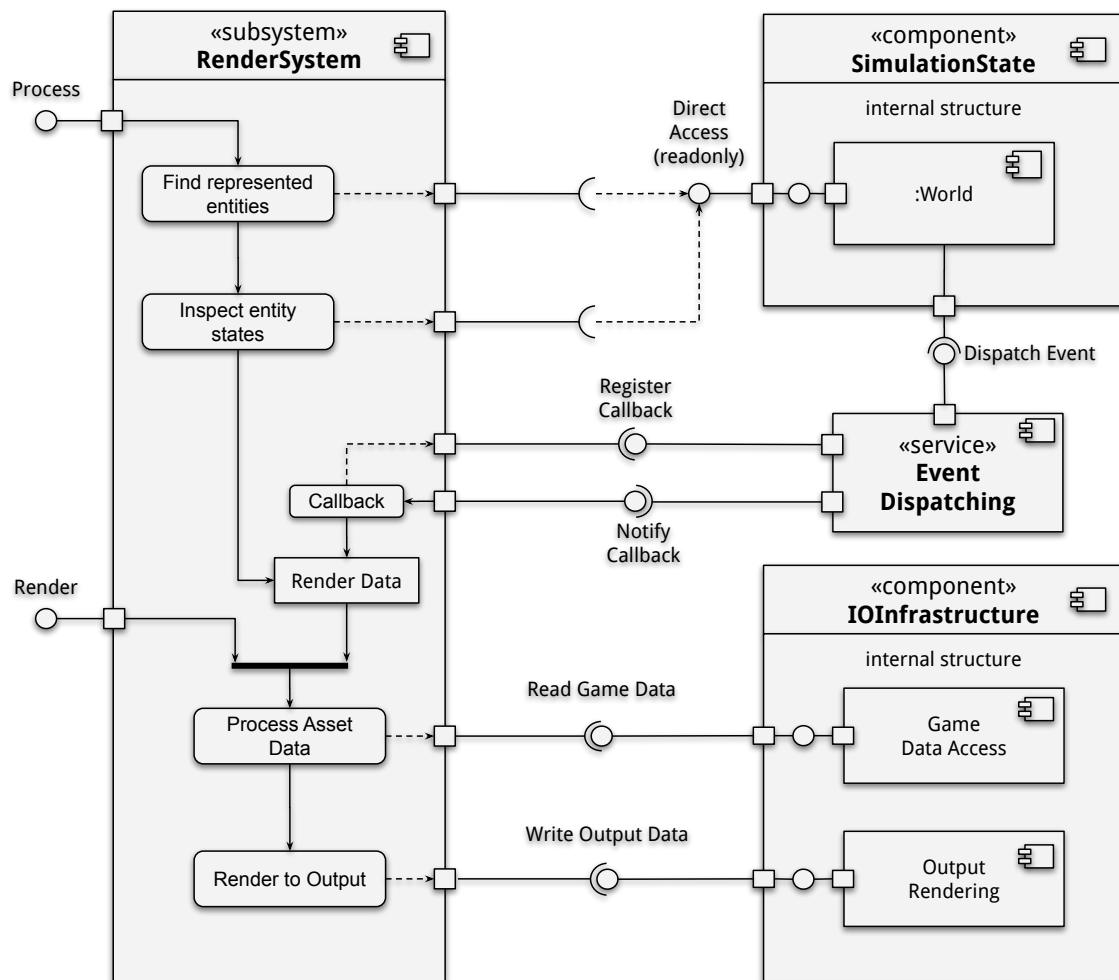 «subsystem»
RenderSystem
Process
Find represented
entities
Inspect entity
states
Callback
Render Data
Render
Process Asset
Data
Render to Output
Direct
Access
(readonly)
Register
Callback
Notify
Callback
Read Game Data
Write Output Data
«component»
SimulationState
internal structure
:World
Dispatch Event
«service»
Event
Dispatching
«component»
IOInfrastructure
internal structure
Game
Data Access
Output
Rendering